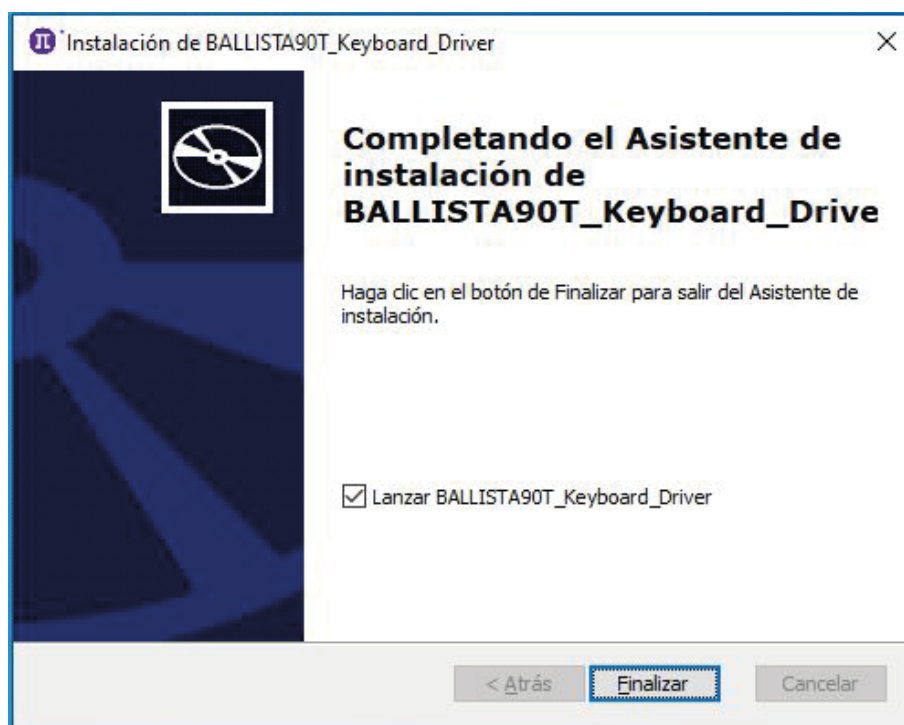 Instalación de BALLISTA90T_Keyboard_Driver
Completando el Asistente de
instalación de
BALLISTA90T_Keyboard_Drive
Haga clic en el botón de Finalizar para salir del Asistente de
instalación.
Lanzar BALLISTA90T_Keyboard_Driver
< Atrás Finalizar Cancelar